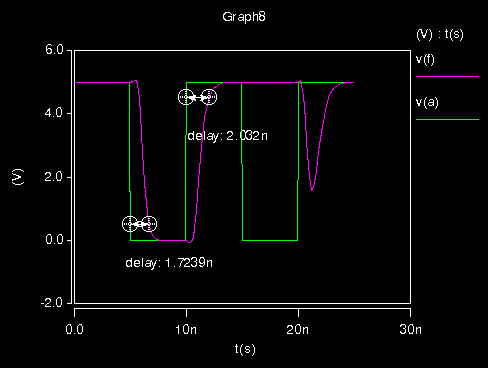 Graph8
(V) : t(s)
v(f)
v(a)
6.0
4.0
delay: 2.032n
(V)
2.0
0.0
delay: 1.7239n
-2.0
0.0
10n
20n
30n
t(s)